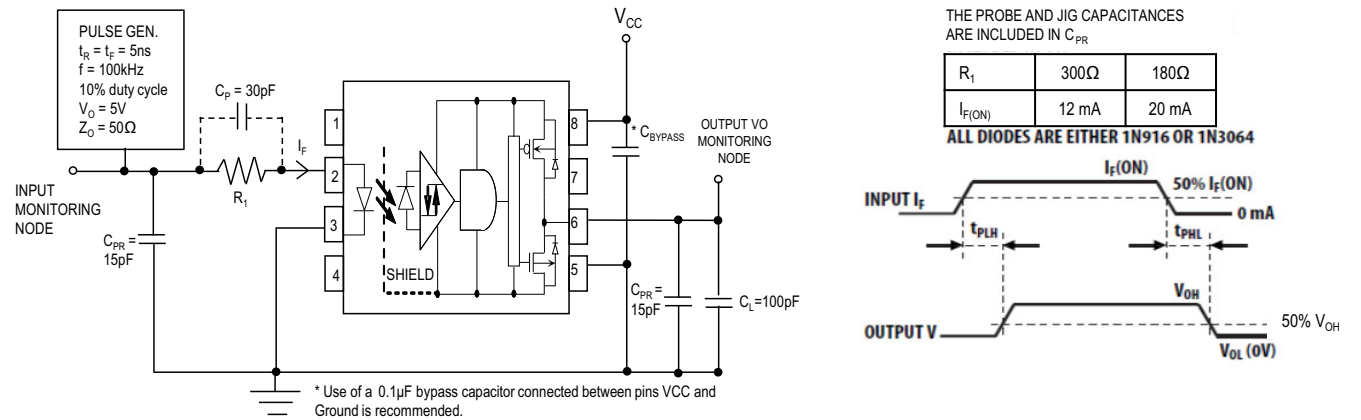 PULSE GEN.
t_R = t_F = 5ns
f = 100kHz
10% duty cycle
V_O = 5V
Z_O = 50Ω
C_P = 30pF
I_F
R_1
INPUT
MONITORING
NODE
C_PR =
15pF
1
2
3
4
SHIELD
8
7
6
5
V_CC
* C_BYPASS
OUTPUT VO
MONITORING
NODE
C_PR =
15pF
C_L=100pF
* Use of a 0.1µF bypass capacitor connected between pins VCC and
Ground is recommended.
THE PROBE AND JIG CAPACITANCES
ARE INCLUDED IN C_PR
R_1 300Ω 180Ω
I_F(ON) 12 mA 20 mA
ALL DIODES ARE EITHER 1N916 OR 1N3064
I_F(ON)
INPUT I_F
50% I_F(ON)
0 mA
t_PLH
t_PHL
V_OH
OUTPUT V
50% V_OH
V_OL (0V)